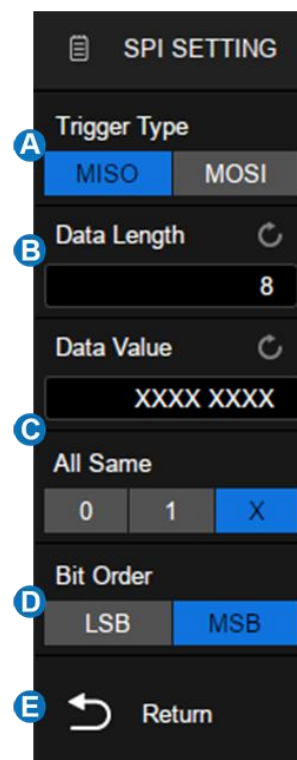 SPI SETTING
A
Trigger Type
MISO MOSI
B
Data Length
8
Data Value
XXXX XXXX
C
All Same
0 1 X
Bit Order
D
LSB MSB
E
Return